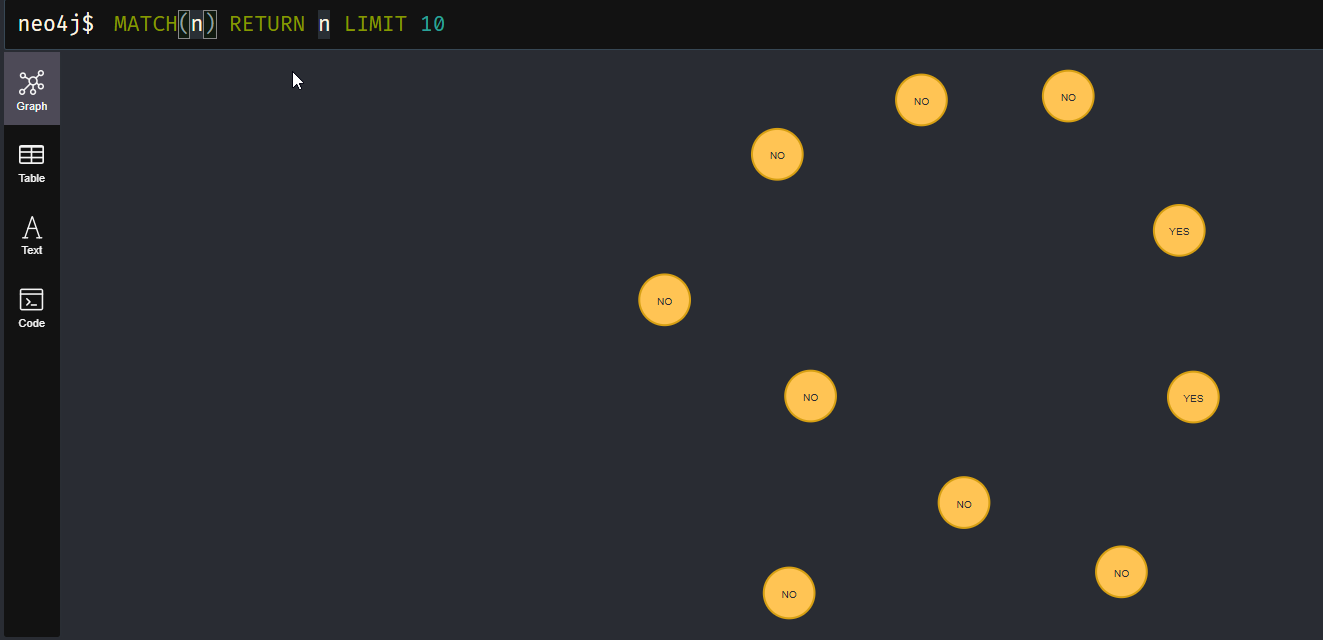 neo4j$ MATCH(n) RETURN n LIMIT 10
Graph
Table
Text
Code
NO
NO
NO
YES
NO
NO
YES
NO
NO
NO